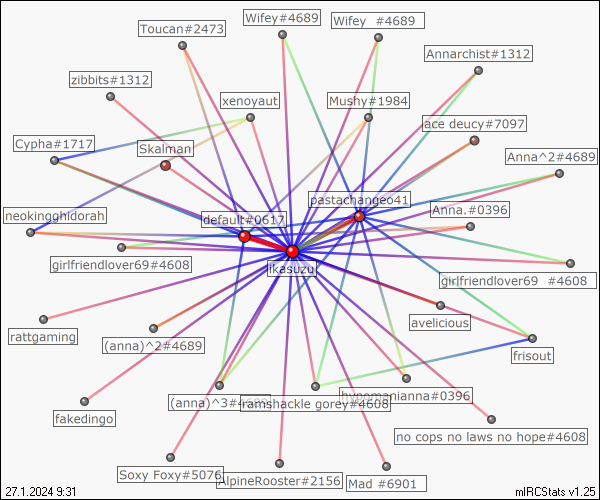 Wifey#4689
Wifey  #4689
Toucan#2473
Annarchist#1312
zibbits#1312
xenoyaut
Mushy#1984
ace deucy#7097
Cypha#1717
Skaiman
Anna^2#4689
pastachange041
neokingghidorah
default#0617
Anna.#0396
girlfriendlover69#4608
ikasuzu
girlfriendlover69  #4608
avelicious
rattgaming
(anna)^2#4689
frisout
hypomanianna#0396
(anna)^3#4689
ramshackle gorey#4608
fakedingo
no cops no laws no hope#4608
Soxy Foxy#5076
AlpineRooster#2156
Mad  #6901
27.1.2024 9:31
mIRCStats v1.25